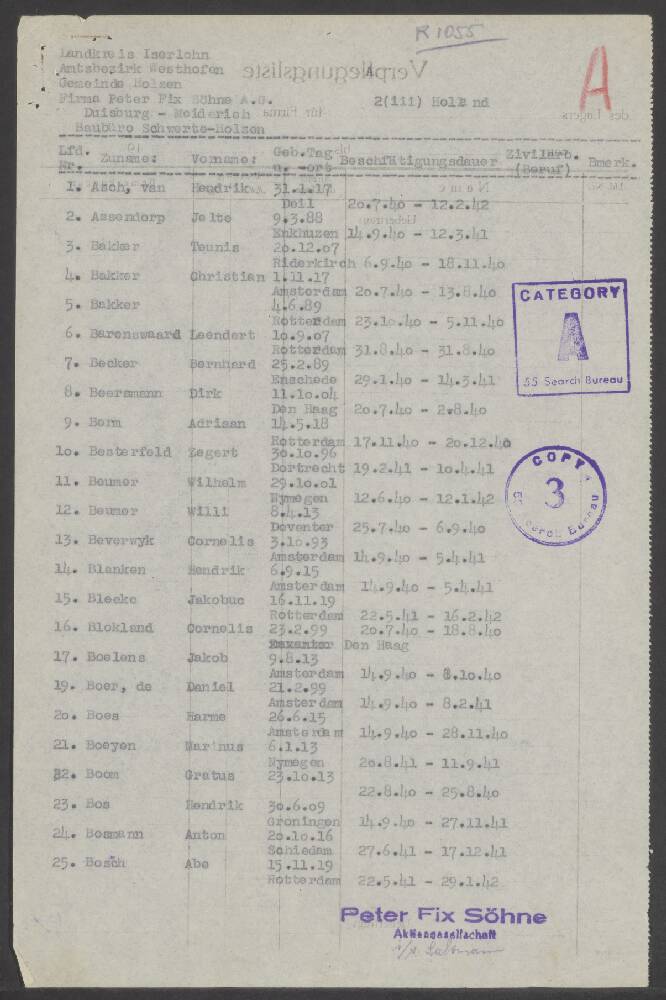 R 1055
A
Landkreis Iserlohn
Amtsbezirk Westhofen
Gemeinde Holzen
Verpflegungsliste
Firma Peter Fix Söhne A.G. 2(iii) Holland
Duisburg - Meiderich
Baubüro Schwerte-Holzen
Lfd. Nr. Zuname: Vorname: Geb.Tag u. -ort Beschäftigungsdauer Zivilarb. (Beruf) Bmerk.
1. Asch, van Hendrik 31.1.17
Deil 20.7.40 - 12.2.42
2. Assendorp Jelte 9.3.88
Enkhuzen 14.9.40 - 12.3.41
3. Bakker Teunis 20.12.07
Riderkirch 6.9.40 - 18.11.40
4. Bakker Christian 1.11.17
Amsterdam 20.7.40 - 13.8.40
5. Bakker 4.6.89
Rotterdam 23.10.40 - 5.11.40
6. Barenswaard Leendert 10.9.07
Rotterdam 31.8.40 - 31.8.40
7. Becker Bernhard 25.2.89
Enschede 29.1.40 - 14.3.41
8. Beersmann Dirk 11.10.04
Den Haag 20.7.40 - 2.8.40
9. Bom Adriaan 14.5.18
Rotterdam 17.11.40 - 20.12.40
10. Besterfeld Zegert 30.10.96
Dortrecht 19.2.41 - 10.4.41
11. Beumer Wilhelm 29.10.01
Nymegen 12.6.40 - 12.1.42
12. Beumer Willi 8.4.13
Deventer 25.7.40 - 6.9.40
13. Beverwyk Cornelis 3.10.93
Amsterdam 14.9.40 - 5.4.41
14. Blanken Hendrik 6.9.15
Amsterdam 14.9.40 - 5.4.41
15. Bleeke Jakobuc 16.11.19
Rotterdam 22.5.41 - 16.2.42
16. Blokland Cornelis 23.2.99 20.7.40 - 18.8.40
Den Haag
17. Boelens Jakob 9.8.13
Amsterdam 14.9.40 - 8.10.40
19. Boer, de Daniel 21.2.99
Amsterdam 14.9.40 - 8.2.41
20. Boes Harme 26.6.15
Amsterdam 14.9.40 - 28.11.40
21. Boeyen Marinus 6.1.13
Nymegen 20.8.41 - 11.9.41
22. Boom Gratus 23.10.13
22.8.40 - 25.8.40
23. Bos Hendrik 30.6.09
Groningen 14.9.40 - 27.11.41
24. Bosmann Anton 20.10.16
Schiedam 27.6.41 - 17.12.41
25. Bosch Abe 15.11.19
Rotterdam 22.5.41 - 29.1.42
CATEGORY
A
55 Search Bureau
COPY
3
55 Search Bureau
Peter Fix Söhne
Aktiengesellschaft